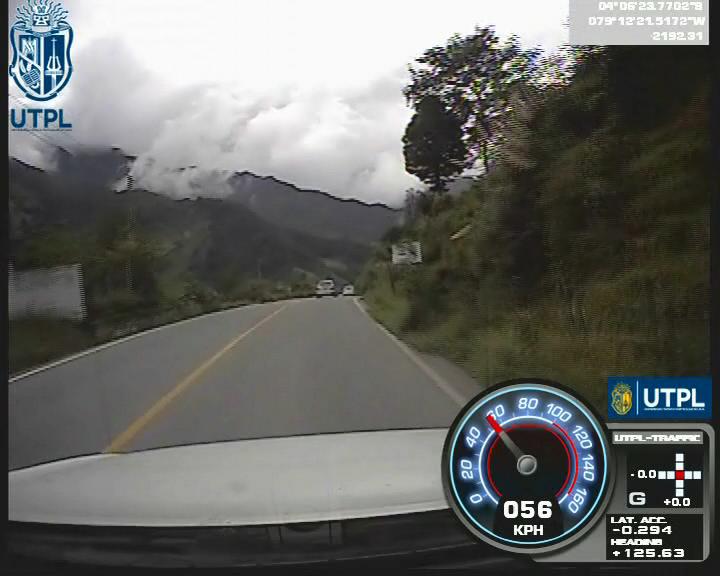 04°06'23.7702"S
079°12'21.5172"W
2192.31
UTPL
UTPL
UTPL-TRAFFIC
0 20 40 60 80 100 120 140 160
056
KPH
-0.0
G
+0.0
LAT. ACC.
-0.294
HEADING
+125.63